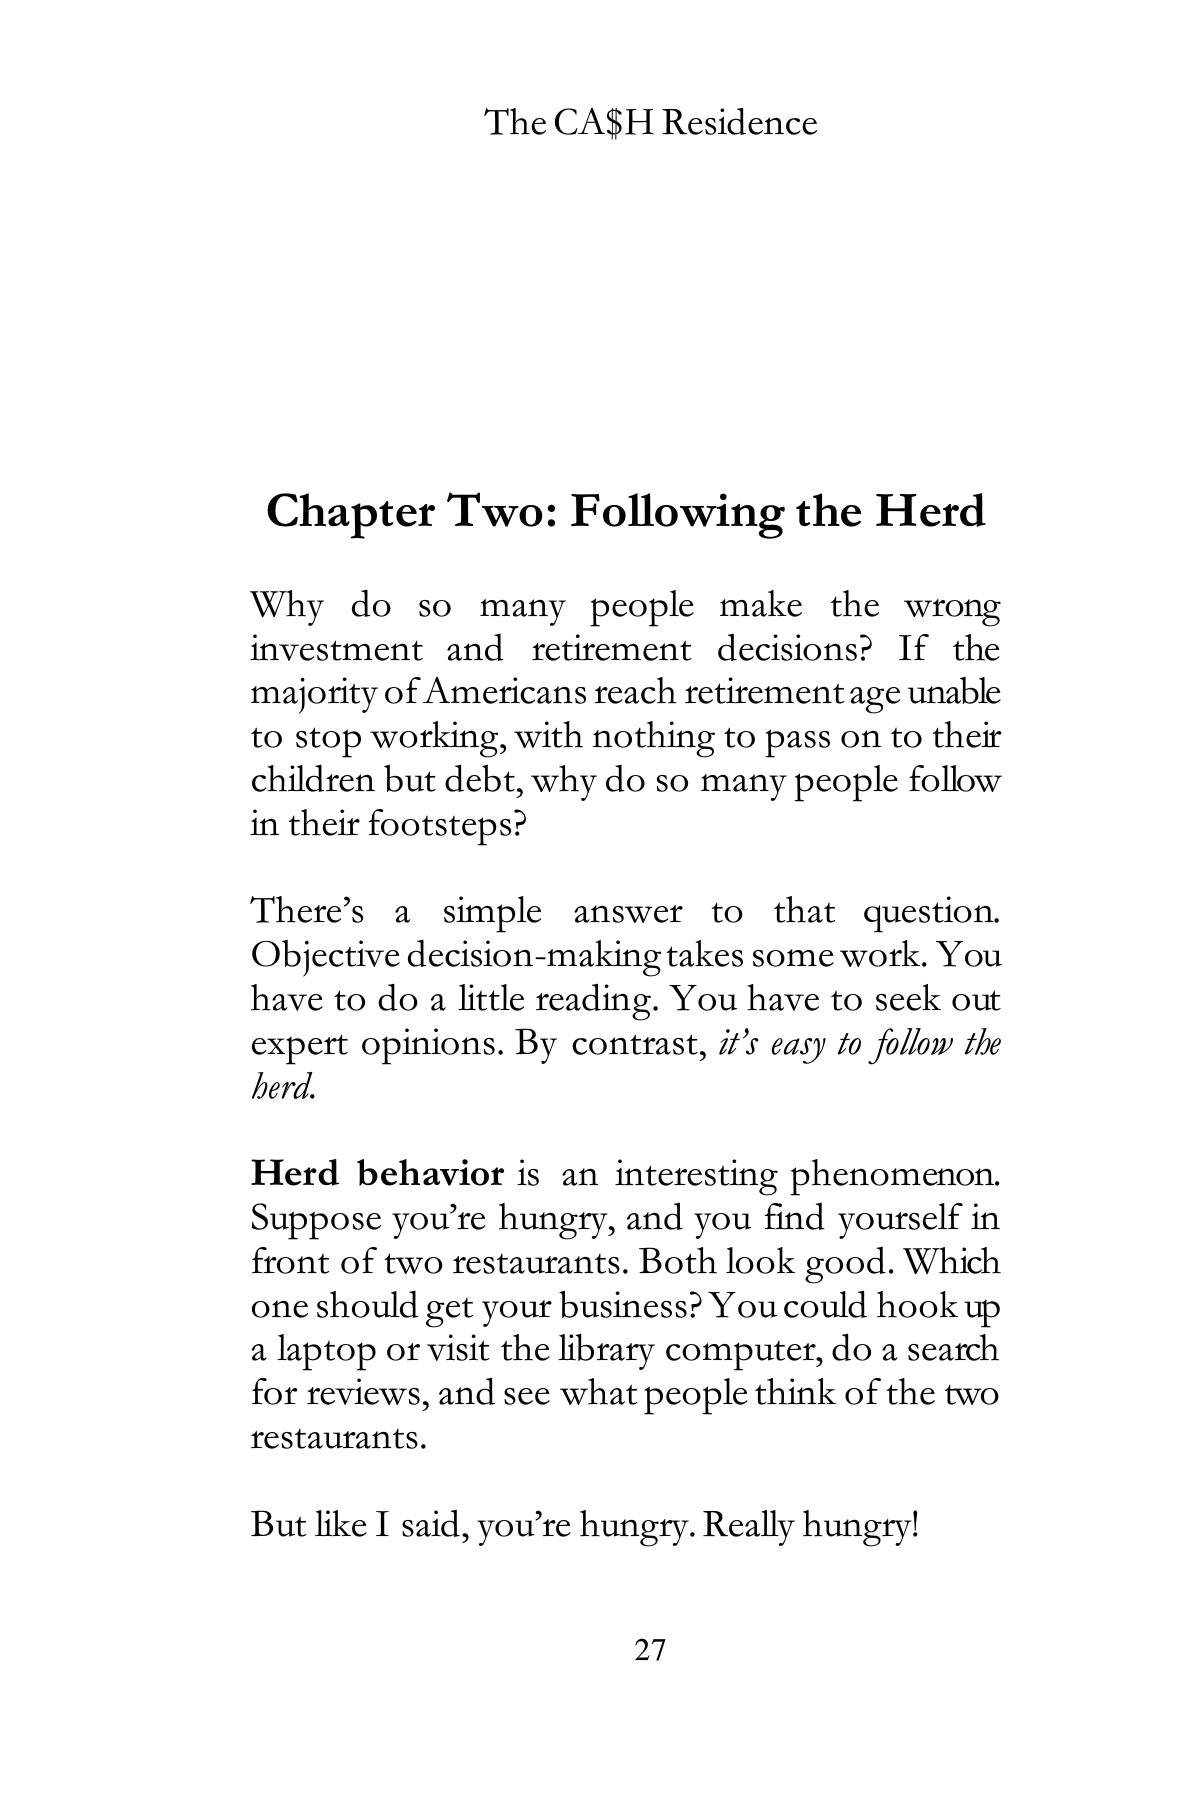 The CA$H Residence
Chapter Two: Following the Herd
Why do so many people make the wrong
investment and retirement decisions? If the
majority of Americans reach retirement age unable
to stop working, with nothing to pass on to their
children but debt, why do so many people follow
in their footsteps?
There’s a simple answer to that question.
Objective decision-making takes some work. You
have to do a little reading. You have to seek out
expert opinions. By contrast, it’s easy to follow the
herd.
Herd behavior is an interesting phenomenon.
Suppose you’re hungry, and you find yourself in
front of two restaurants. Both look good. Which
one should get your business? You could hook up
a laptop or visit the library computer, do a search
for reviews, and see what people think of the two
restaurants.
But like I said, you’re hungry. Really hungry!
27